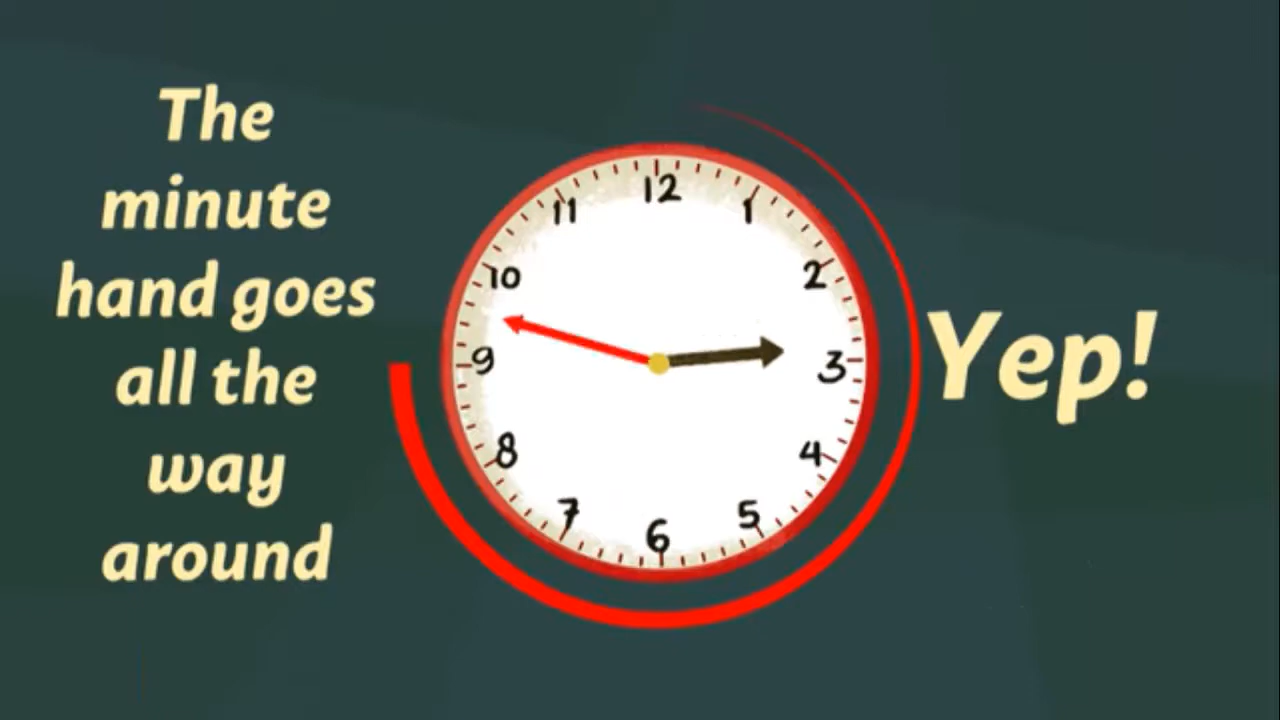 The
minute
hand goes
all the
way
around
12
11
1
10
2
9
3
8
4
7
5
6
Yep!